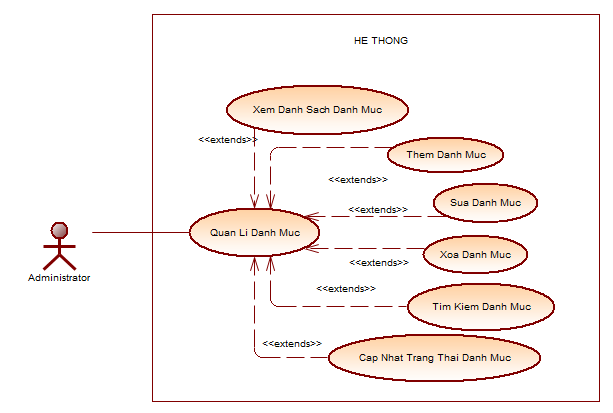 HE THONG
Xem Danh Sach Danh Muc
<<extends>>
Them Danh Muc
<<extends>>
Sua Danh Muc
<<extends>>
Quan Li Danh Muc
Xoa Danh Muc
<<extends>>
Administrator
<<extends>>
Tim Kiem Danh Muc
<<extends>>
Cap Nhat Trang Thai Danh Muc